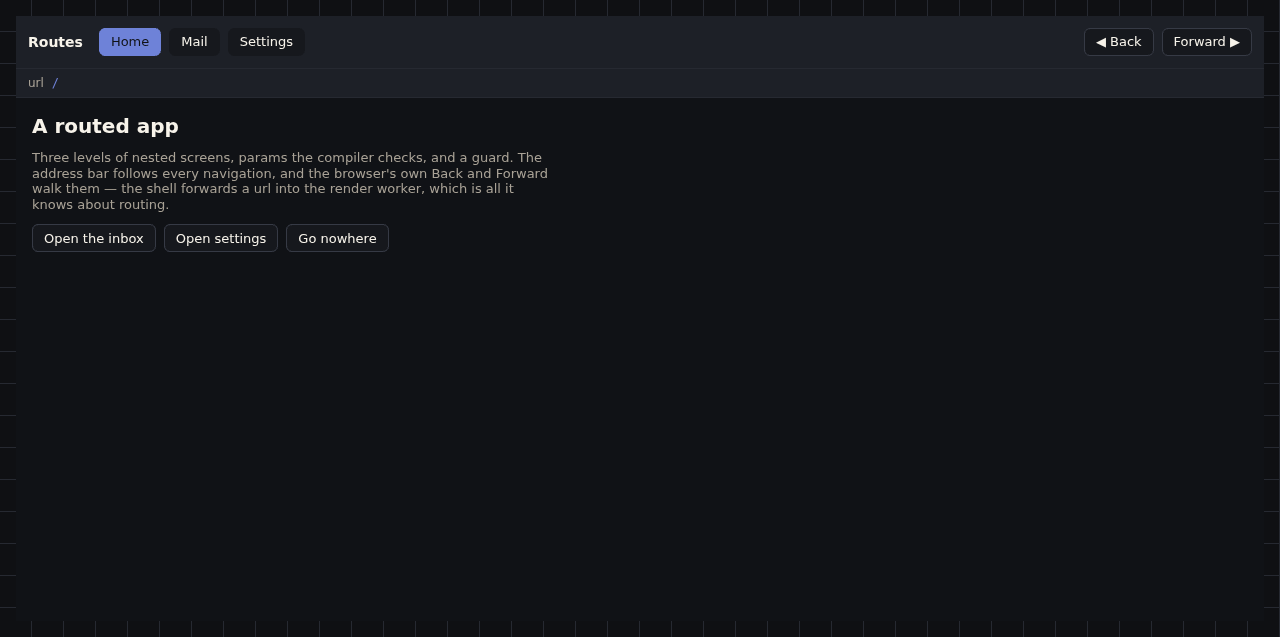 Routes Home Mail Settings ◀ Back Forward ▶
url /
A routed app
Three levels of nested screens, params the compiler checks, and a guard. The
address bar follows every navigation, and the browser's own Back and Forward
walk them — the shell forwards a url into the render worker, which is all it
knows about routing.
Open the inbox Open settings Go nowhere